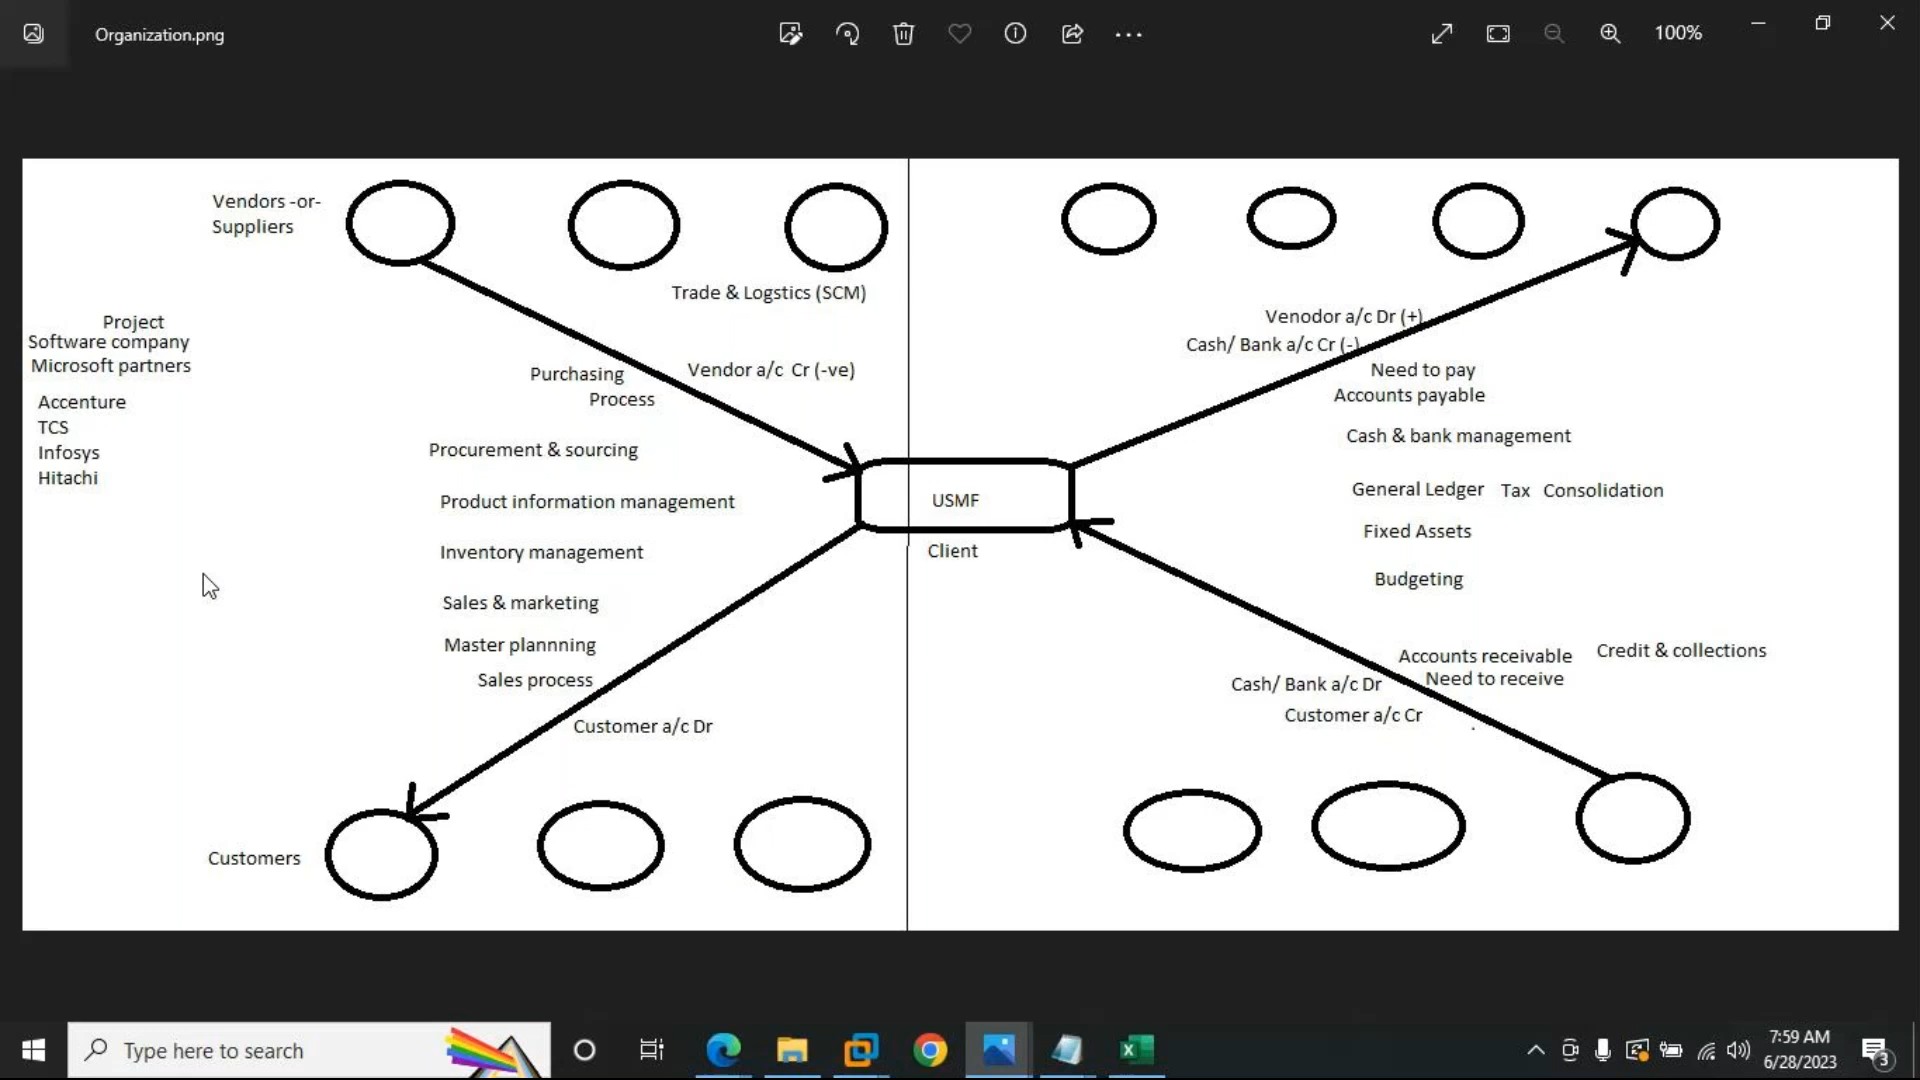 Organization.png
100%
Vendors -or-
Suppliers
Trade & Logstics (SCM)
Project
Software company
Microsoft partners
Accenture
TCS
Infosys
Hitachi
Purchasing
Process
Vendor a/c  Cr (-ve)
Procurement & sourcing
Product information management
Inventory management
Sales & marketing
Master plannning
Sales process
Customer a/c Dr
Customers
USMF
Client
Venodor a/c Dr (+)
Cash/ Bank a/c Cr (-)
Need to pay
Accounts payable
Cash & bank management
General Ledger   Tax   Consolidation
Fixed Assets
Budgeting
Accounts receivable   Credit & collections
Need to receive
Cash/ Bank a/c Dr
Customer a/c Cr
Type here to search
7:59 AM
6/28/2023
3